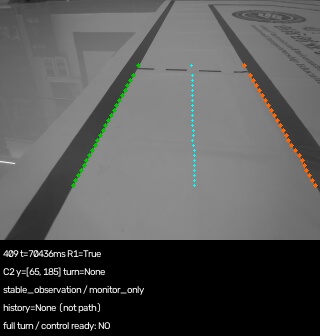 409 t=70436ms R1=True
C2 y=[65, 185] turn=None
stable_observation / monitor_only
history=None (not path)
full turn / control ready: NO